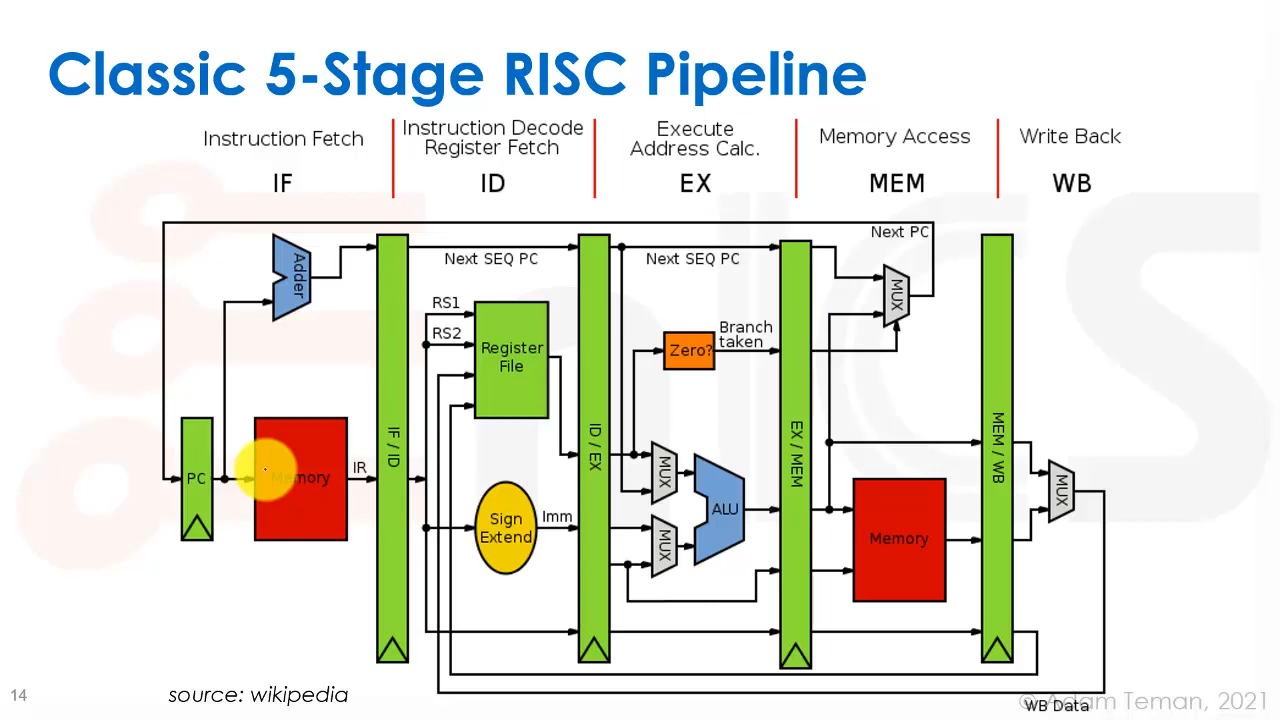 Classic 5-Stage RISC Pipeline
Instruction Fetch
Instruction Decode
Register Fetch
Execute
Address Calc.
Memory Access
Write Back
IF
ID
EX
MEM
WB
Next PC
Adder
Next SEQ PC
Next SEQ PC
MUX
RS1
RS2
Register
File
Branch
taken
Zero?
PC
Memory
IR
IF / ID
ID / EX
EX / MEM
MEM / WB
MUX
MUX
ALU
MUX
Sign
Extend
Imm
Memory
14
source: wikipedia
WB Data
© Adam Teman, 2021
nICS